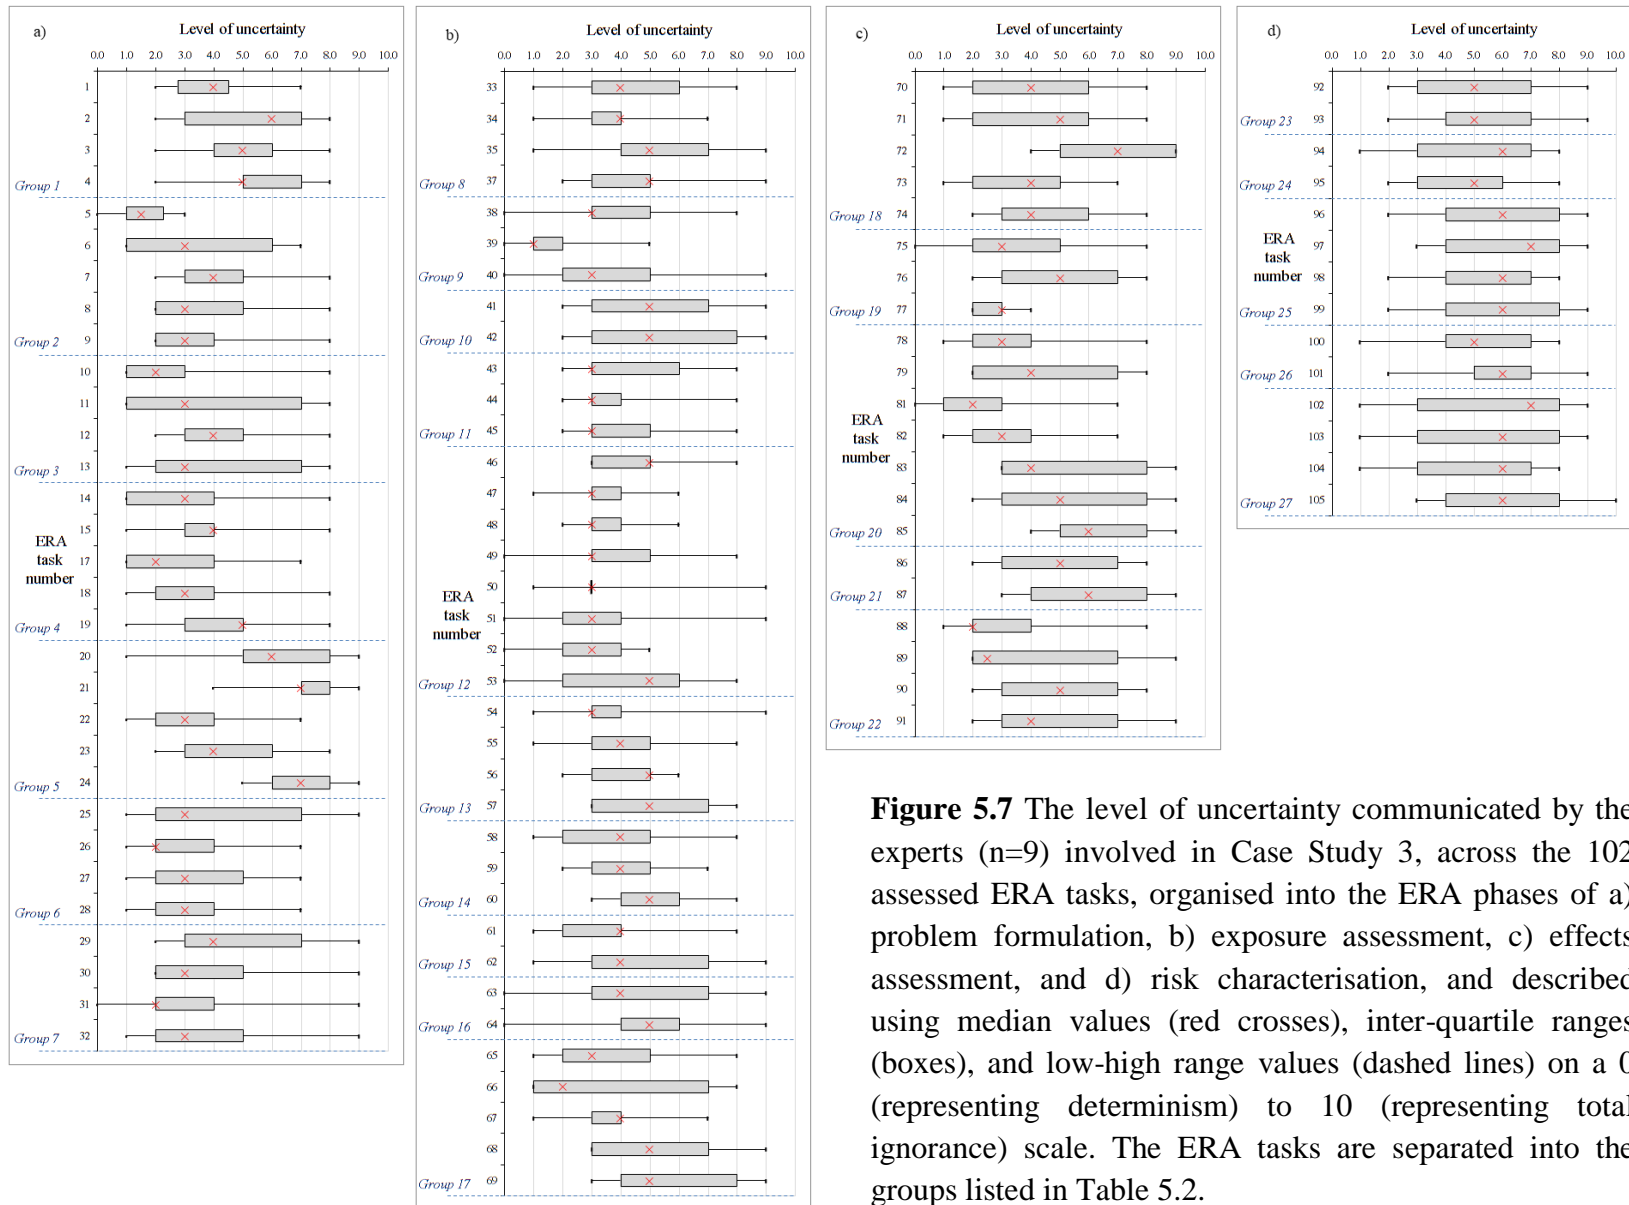 a)
Level of uncertainty
0.0 1.0 2.0 3.0 4.0 5.0 6.0 7.0 8.0 9.0 10.0
1
2
3
4
Group 1
5
6
7
8
9
Group 2
10
11
12
13
Group 3
14
15
17
18
19
ERA
task
number
Group 4
20
21
22
23
24
Group 5
25
26
27
28
Group 6
29
30
31
32
Group 7
b)
Level of uncertainty
0.0 1.0 2.0 3.0 4.0 5.0 6.0 7.0 8.0 9.0 10.0
33
34
35
37
Group 8
38
39
40
Group 9
41
42
Group 10
43
44
45
Group 11
46
47
48
49
50
51
52
53
ERA
task
number
Group 12
54
55
56
57
Group 13
58
59
60
Group 14
61
62
Group 15
63
64
Group 16
65
66
67
68
69
Group 17
c)
Level of uncertainty
0.0 1.0 2.0 3.0 4.0 5.0 6.0 7.0 8.0 9.0 10.0
70
71
72
73
74
Group 18
75
76
77
Group 19
78
79
81
82
83
84
85
ERA
task
number
Group 20
86
87
Group 21
88
89
90
91
Group 22
d)
Level of uncertainty
0.0 1.0 2.0 3.0 4.0 5.0 6.0 7.0 8.0 9.0 10.0
92
93
Group 23
94
95
Group 24
96
97
98
99
ERA
task
number
Group 25
100
101
Group 26
102
103
104
105
Group 27
Figure 5.7 The level of uncertainty communicated by the
experts (n=9) involved in Case Study 3, across the 102
assessed ERA tasks, organised into the ERA phases of a)
problem formulation, b) exposure assessment, c) effects
assessment, and d) risk characterisation, and described
using median values (red crosses), inter-quartile ranges
(boxes), and low-high range values (dashed lines) on a 0
(representing determinism) to 10 (representing total
ignorance) scale. The ERA tasks are separated into the
groups listed in Table 5.2.